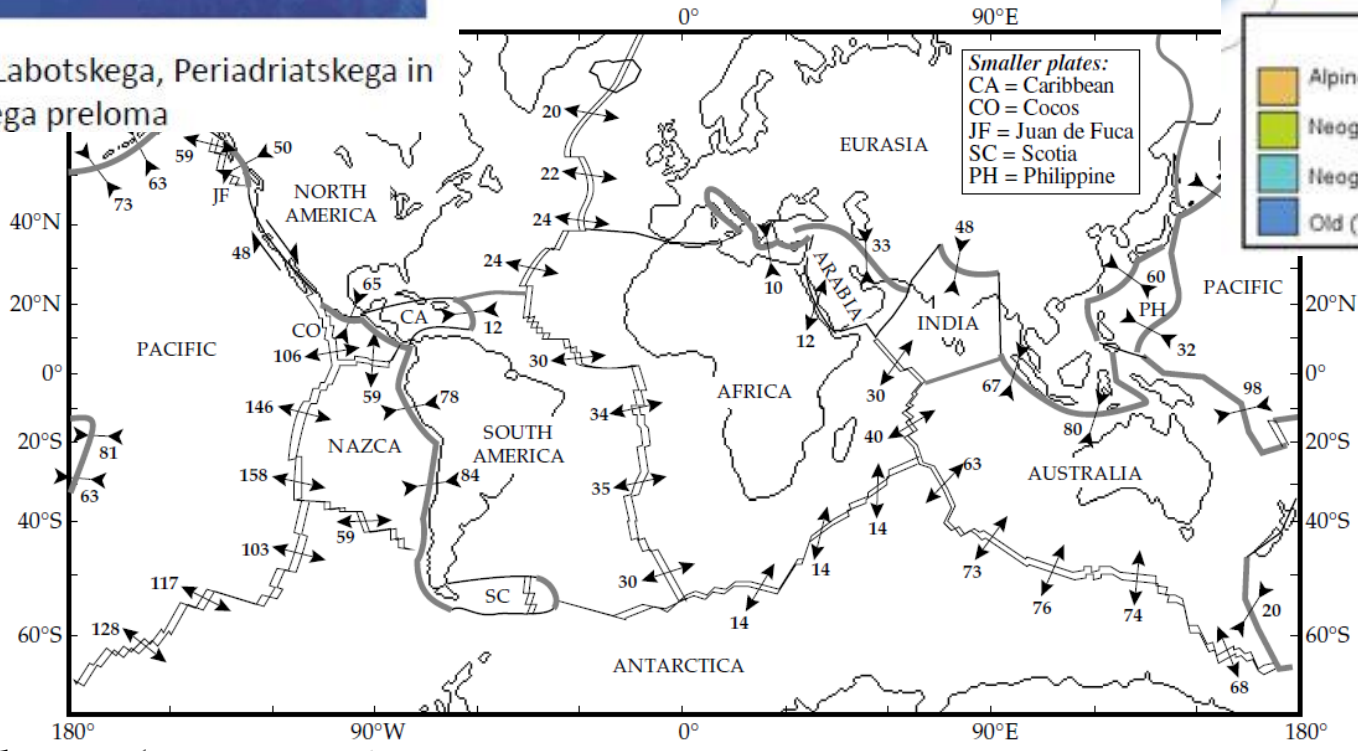 Labotskega, Periadriatskega in
ega preloma
0°
90°E
Smaller plates:
CA = Caribbean
CO = Cocos
JF = Juan de Fuca
SC = Scotia
PH = Philippine
Alpin
Neog
Neog
Old (
EURASIA
NORTH
AMERICA
JF
59
50
63
73
20
22
24
24
48
40°N
20°N
0°
20°S
40°S
60°S
65
CA
12
CO
106
59
PACIFIC
146
NAZCA
78
SOUTH
AMERICA
84
158
59
103
117
128
81
63
SC
30
34
35
30
AFRICA
10
ARABIA
12
33
48
INDIA
30
40
63
67
80
AUSTRALIA
60
PH
32
PACIFIC
98
20°N
0°
20°S
40°S
60°S
14
14
14
73
76
74
68
20
ANTARCTICA
180°
90°W
0°
90°E
180°